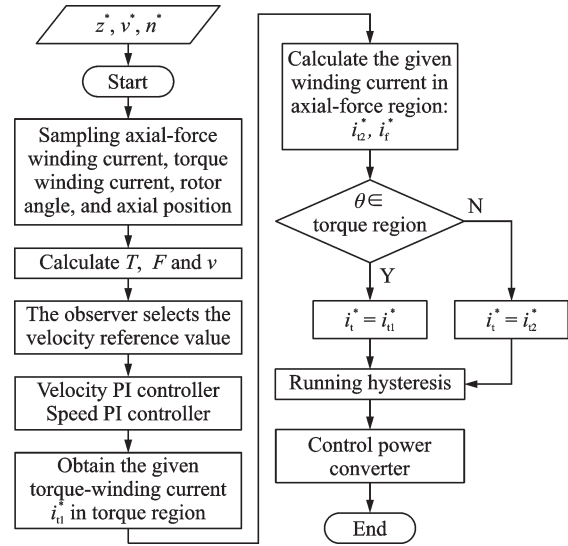 z*, v*, n*
Start
Sampling axial-force
winding current, torque
winding current, rotor
angle, and axial position
Calculate T, F and v
The observer selects the
velocity reference value
Velocity PI controller
Speed PI controller
Obtain the given
torque-winding current
i*t1 in torque region
Calculate the given
winding current in
axial-force region:
i*t2, i*f
θ∈
torque region
N
Y
i*t = i*t1
i*t = i*t2
Running hysteresis
Control power
converter
End